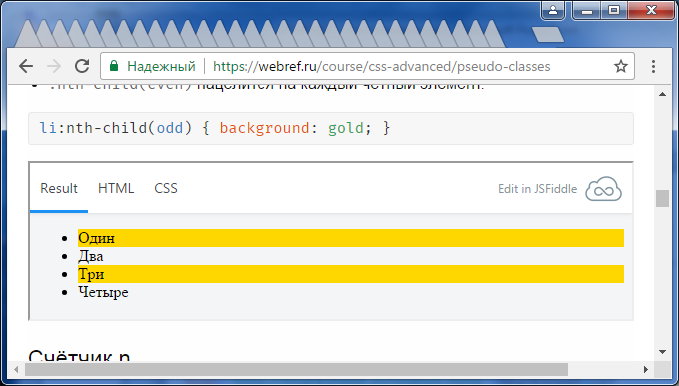 Надежный
https://webref.ru/course/css-advanced/pseudo-classes
:nth-child(even) нацелится на каждый чётный элемент.
li:nth-child(odd) { background: gold; }
Result HTML CSS Edit in JSFiddle
Один
Два
Три
Четыре
Счётчик n